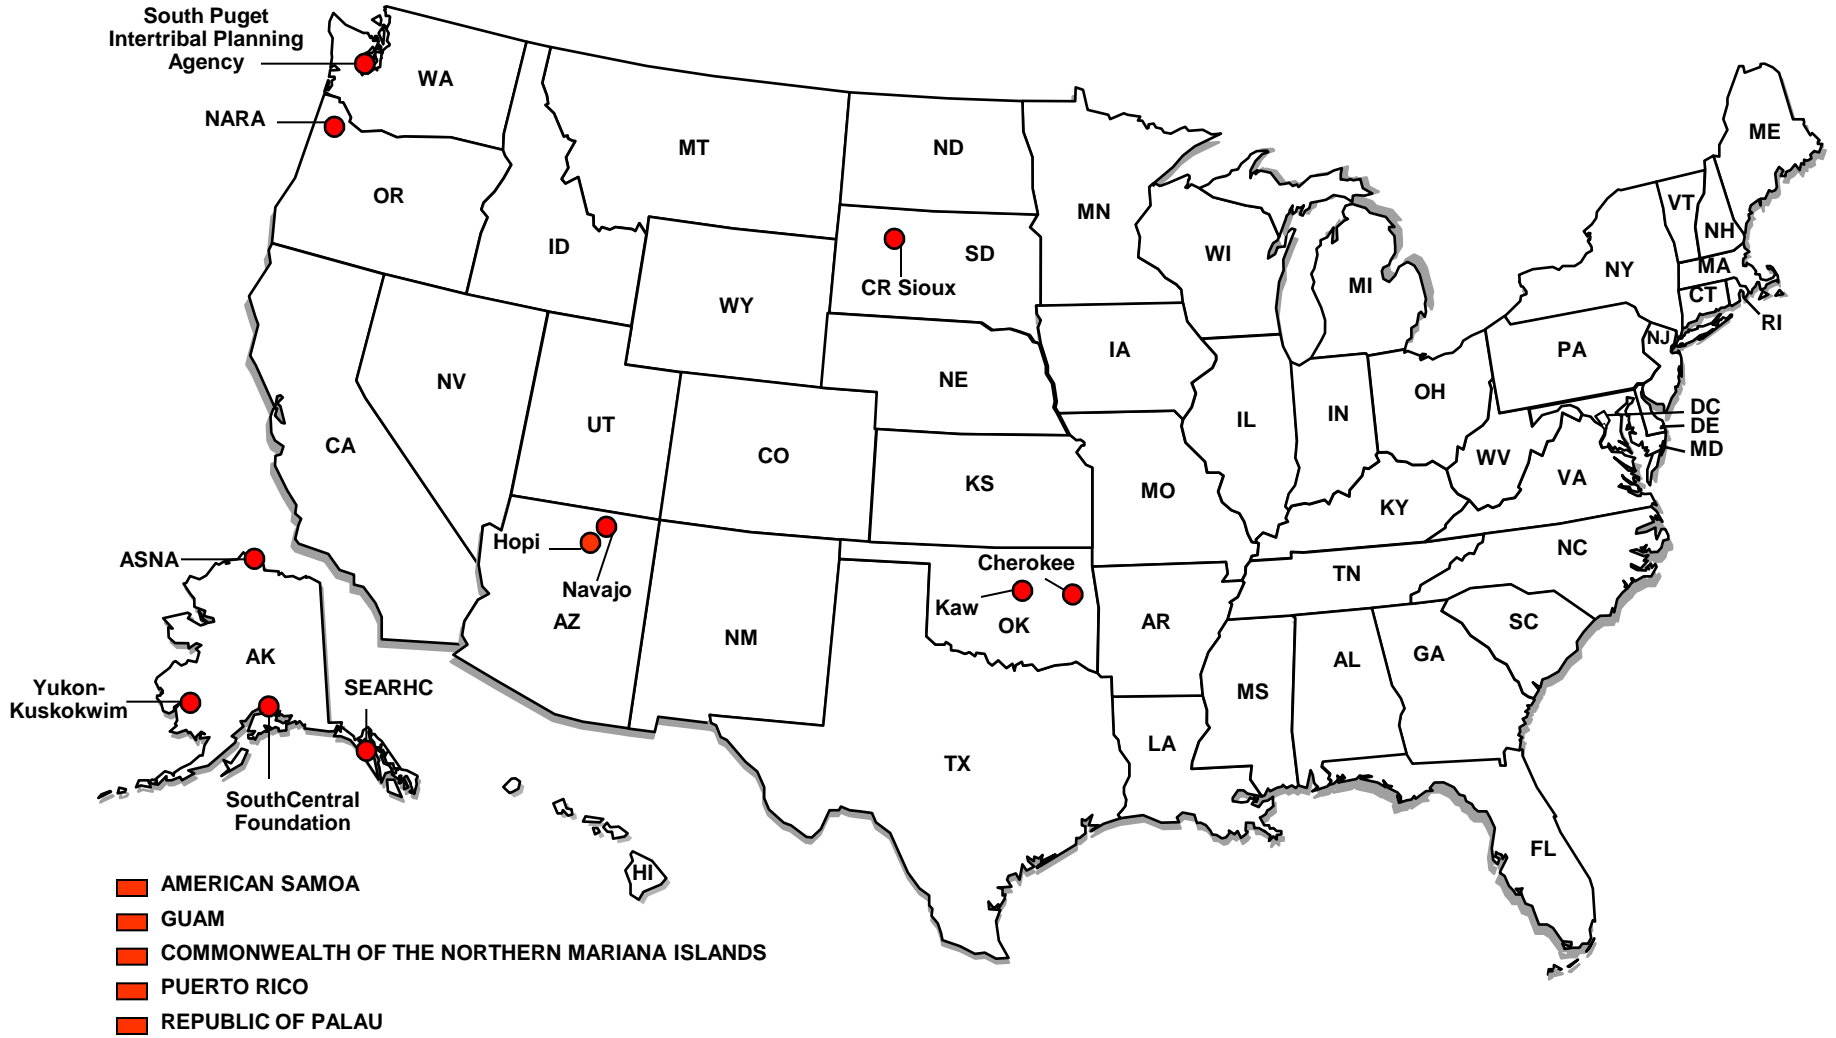 South Puget
Intertribal Planning
Agency
WA
NARA
OR
MT
ND
MN
ME
VT
NH
ID
SD
CR Sioux
WI
MI
NY
MA
CT
RI
WY
IA
PA
NJ
NV
NE
OH
DC
DE
MD
CA
UT
CO
IL
IN
WV
VA
KS
MO
KY
Hopi
Navajo
AZ
NM
Cherokee
Kaw
OK
AR
TN
NC
SC
MS
AL
GA
ASNA
AK
Yukon-
Kuskokwim
SEARHC
SouthCentral
Foundation
TX
LA
FL
HI
AMERICAN SAMOA
GUAM
COMMONWEALTH OF THE NORTHERN MARIANA ISLANDS
PUERTO RICO
REPUBLIC OF PALAU